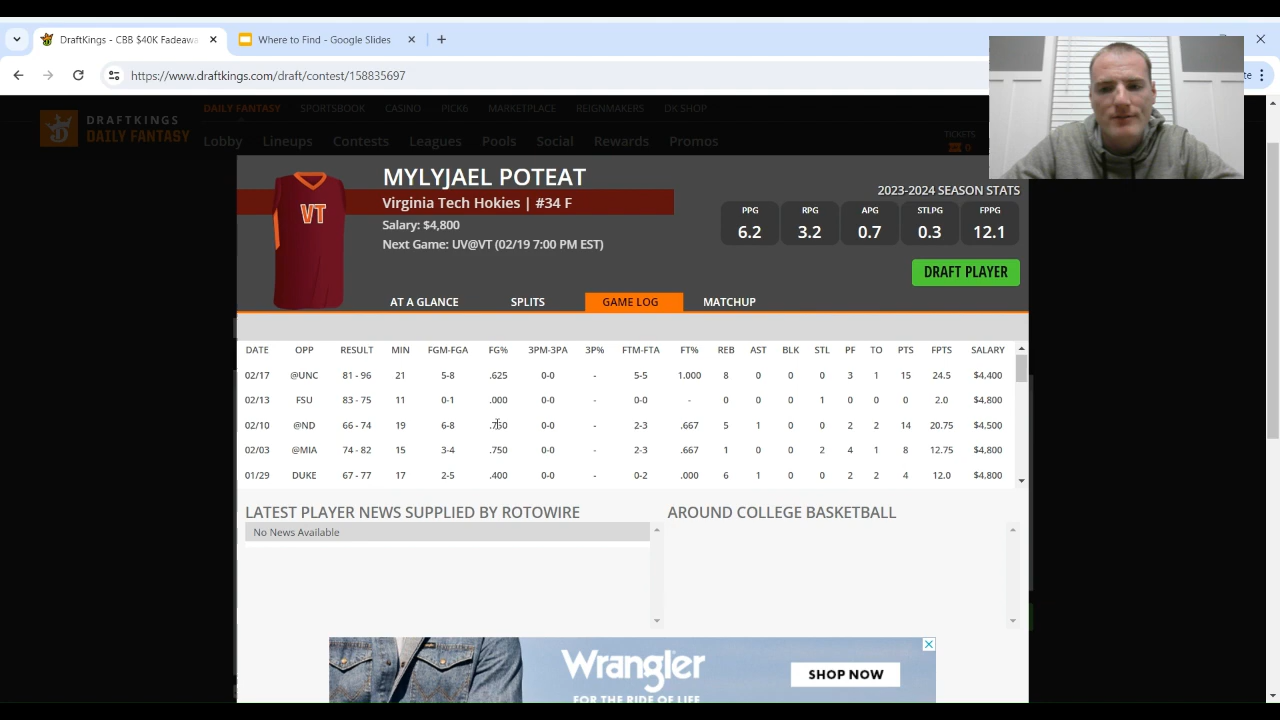 DraftKings - CBB $40K Fadeawa
Where to Find - Google Slides
https://www.draftkings.com/draft/contest/
DRAFTKINGS
DAILY FANTASY
DAILY FANTASY SPORTSBOOK CASINO PICK6 MARKETPLACE REIGNMAKERS DK SHOP
Lobby Lineups Contests Leagues Pools Social Rewards Promos
TICKETS
0
VT
MYLYJAEL POTEAT
Virginia Tech Hokies | #34 F
Salary: $4,800
Next Game: UV@VT (02/19 7:00 PM EST)
2023-2024 SEASON STATS
PPG RPG APG STLPG FPPG
6.2 3.2 0.7 0.3 12.1
DRAFT PLAYER
AT A GLANCE SPLITS GAME LOG MATCHUP
DATE OPP RESULT MIN FGM-FGA FG% 3PM-3PA 3P% FTM-FTA FT% REB AST BLK STL PF TO PTS FPTS SALARY
02/17 @UNC 81 - 96 21 5-8 .625 0-0 - 5-5 1.000 8 0 0 0 3 1 15 24.5 $4,400
02/13 FSU 83 - 75 11 0-1 .000 0-0 - 0-0 - 0 0 0 1 0 0 0 2.0 $4,800
02/10 @ND 66 - 74 19 6-8 .750 0-0 - 2-3 .667 5 1 0 0 2 2 14 20.75 $4,500
02/03 @MIA 74 - 82 15 3-4 .750 0-0 - 2-3 .667 1 0 0 2 4 1 8 12.75 $4,800
01/29 DUKE 67 - 77 17 2-5 .400 0-0 - 0-2 .000 6 1 0 0 2 2 4 12.0 $4,800
LATEST PLAYER NEWS SUPPLIED BY ROTOWIRE
No News Available
AROUND COLLEGE BASKETBALL
Wrangler
FOR THE RIDE OF LIFE
SHOP NOW